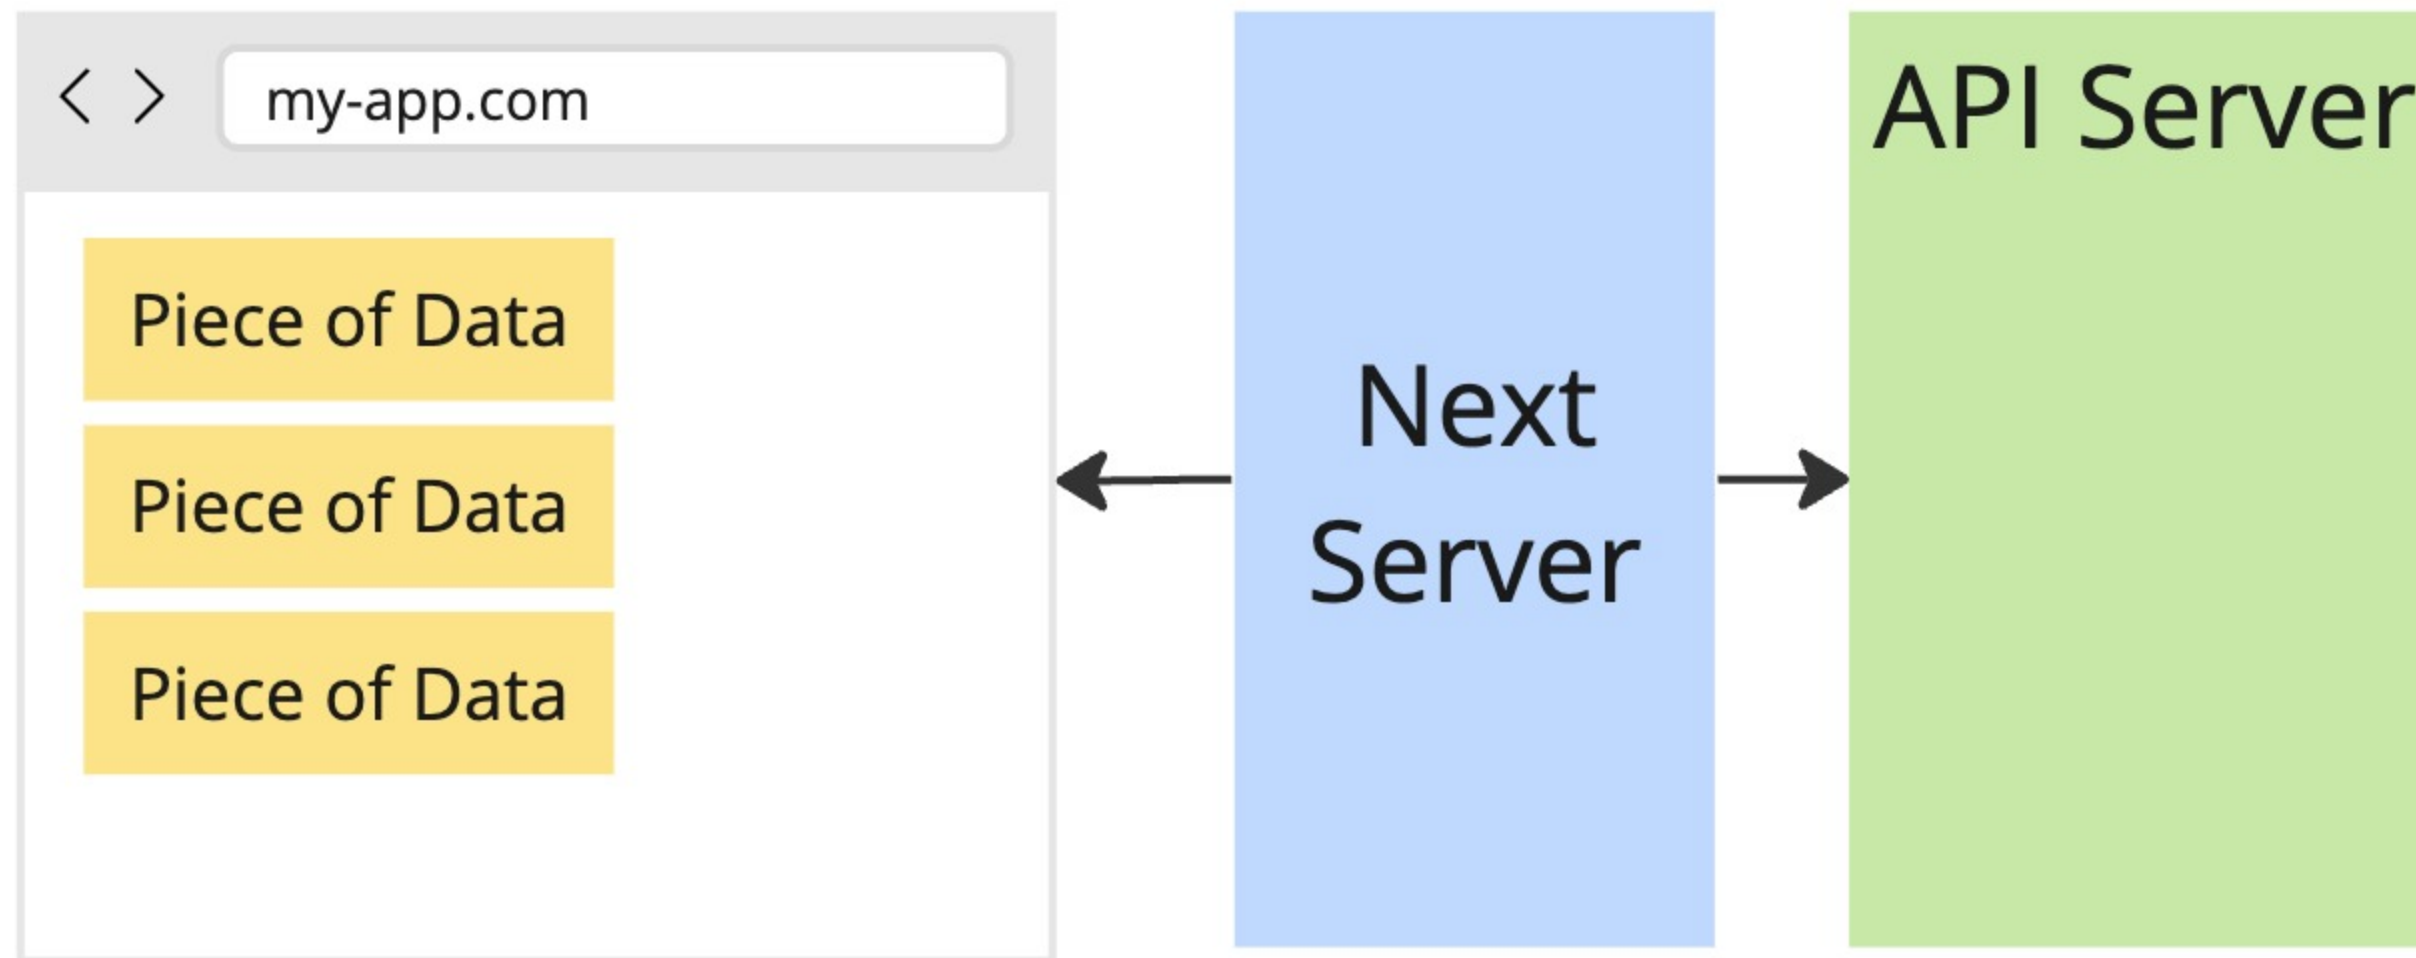 my-app.com
Piece of Data
Piece of Data
Piece of Data
Next
Server
API Server